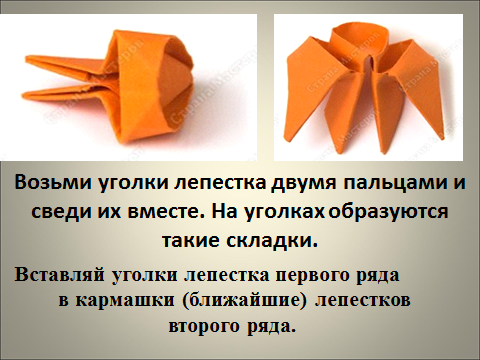 Возьми уголки лепестка двумя пальцами и
сведи их вместе. На уголках образуются
такие складки.
Вставляй уголки лепестка первого ряда
в кармашки (ближайшие) лепестков
второго ряда.